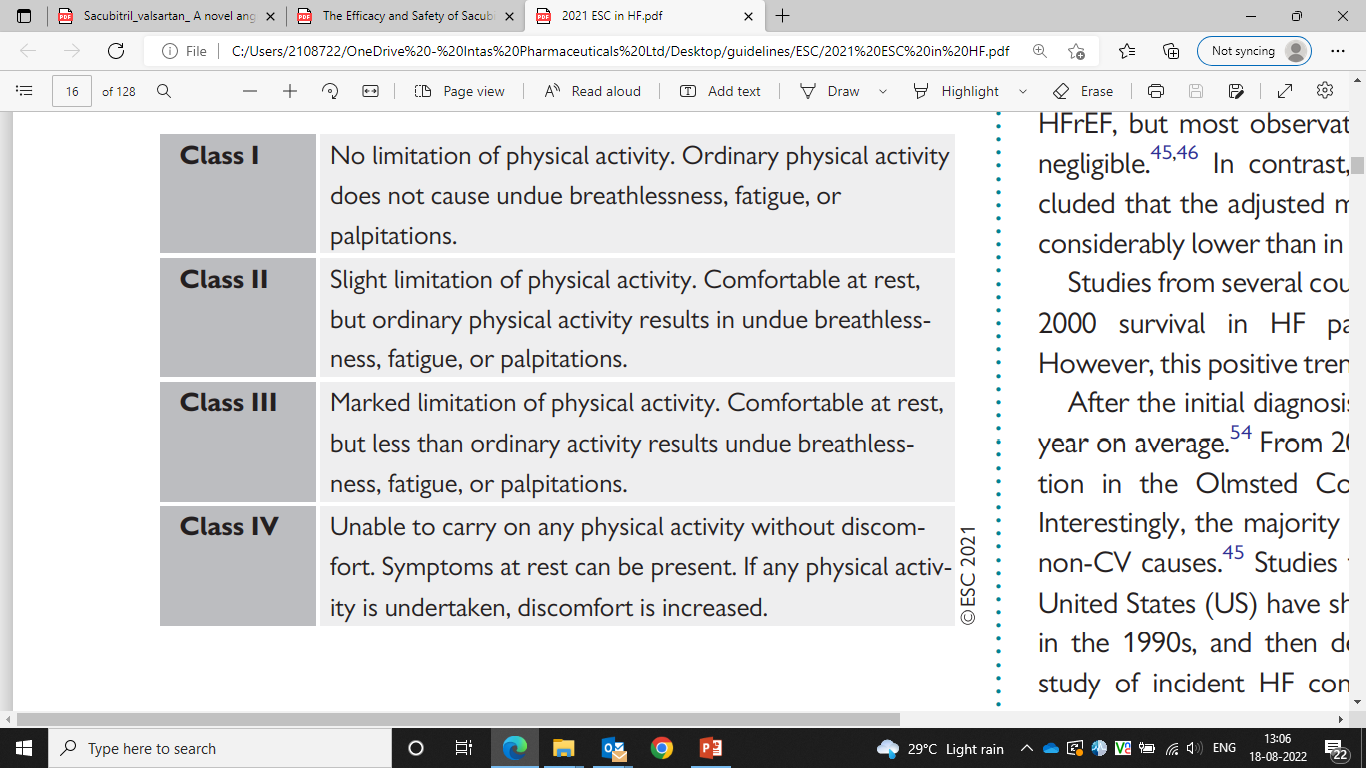 Sacubitril_valsartan_ A novel ang
The Efficacy and Safety of Sacub
2021 ESC in HF.pdf
File
C:/Users/2108722/OneDrive%20-%20Intas%20Pharmaceuticals%20Ltd/Desktop/guidelines/ESC/2021%20ESC%20in%20HF.pdf
Not syncing
16 of 128
Page view
Read aloud
Add text
Draw
Highlight
Erase
Class I
No limitation of physical activity. Ordinary physical activity
does not cause undue breathlessness, fatigue, or
palpitations.
Class II
Slight limitation of physical activity. Comfortable at rest,
but ordinary physical activity results in undue breathless-
ness, fatigue, or palpitations.
Class III
Marked limitation of physical activity. Comfortable at rest,
but less than ordinary activity results undue breathless-
ness, fatigue, or palpitations.
Class IV
Unable to carry on any physical activity without discom-
fort. Symptoms at rest can be present. If any physical activ-
ity is undertaken, discomfort is increased.
©ESC 2021
HFrEF, but most observat
negligible.45,46 In contrast,
cluded that the adjusted m
considerably lower than in
Studies from several cou
2000 survival in HF pa
However, this positive tren
After the initial diagnosis
year on average.54 From 20
tion in the Olmsted Co
Interestingly, the majority
non-CV causes.45 Studies
United States (US) have sh
in the 1990s, and then de
study of incident HF con
Type here to search
29°C Light rain
ENG
13:06
18-08-2022
22